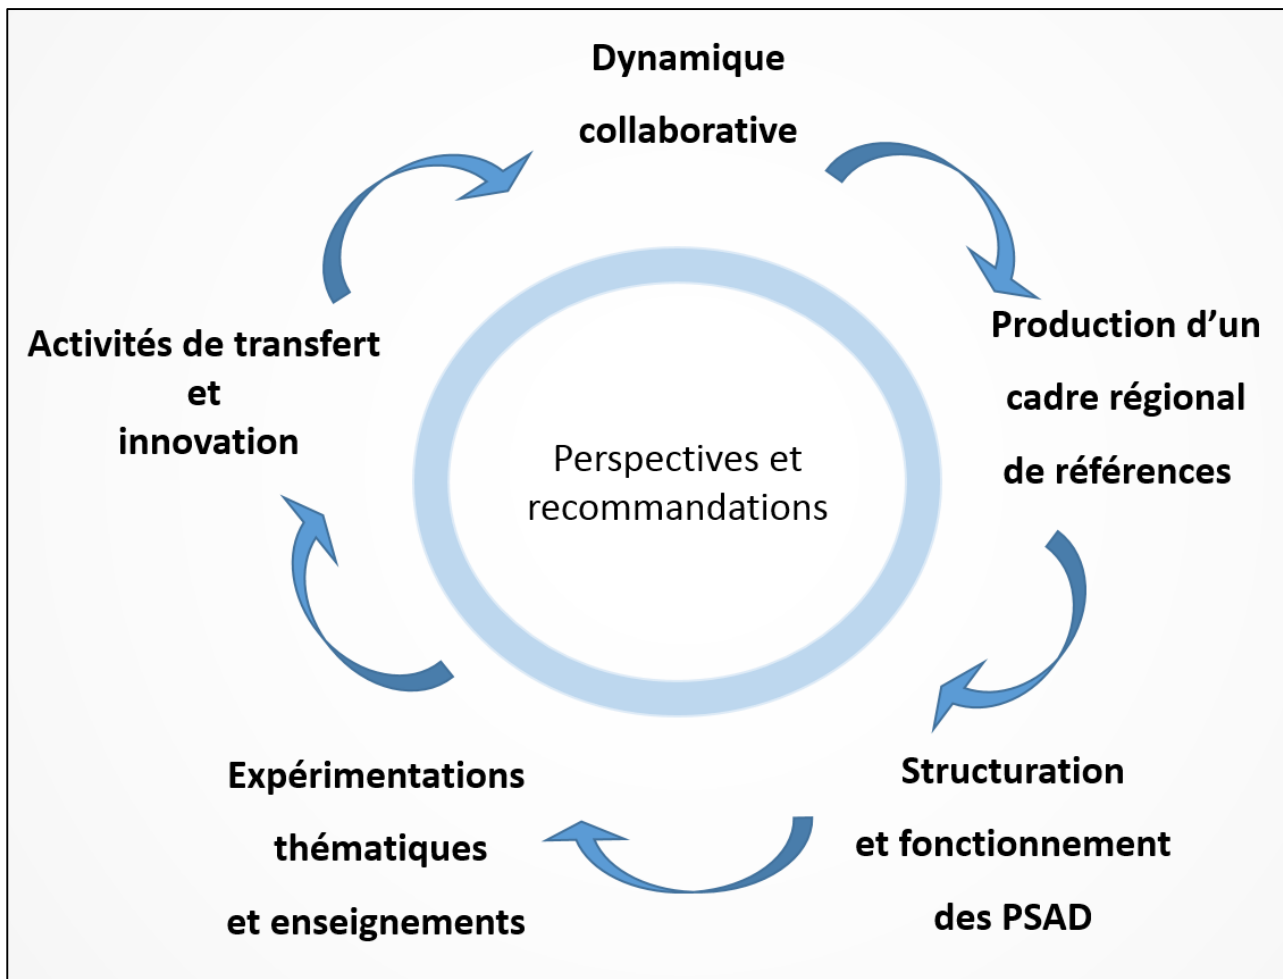 Dynamique
collaborative
Production d’un
cadre régional
de références
Structuration
et fonctionnement
des PSAD
Expérimentations
thématiques
et enseignements
Activités de transfert
et
innovation
Perspectives et
recommandations